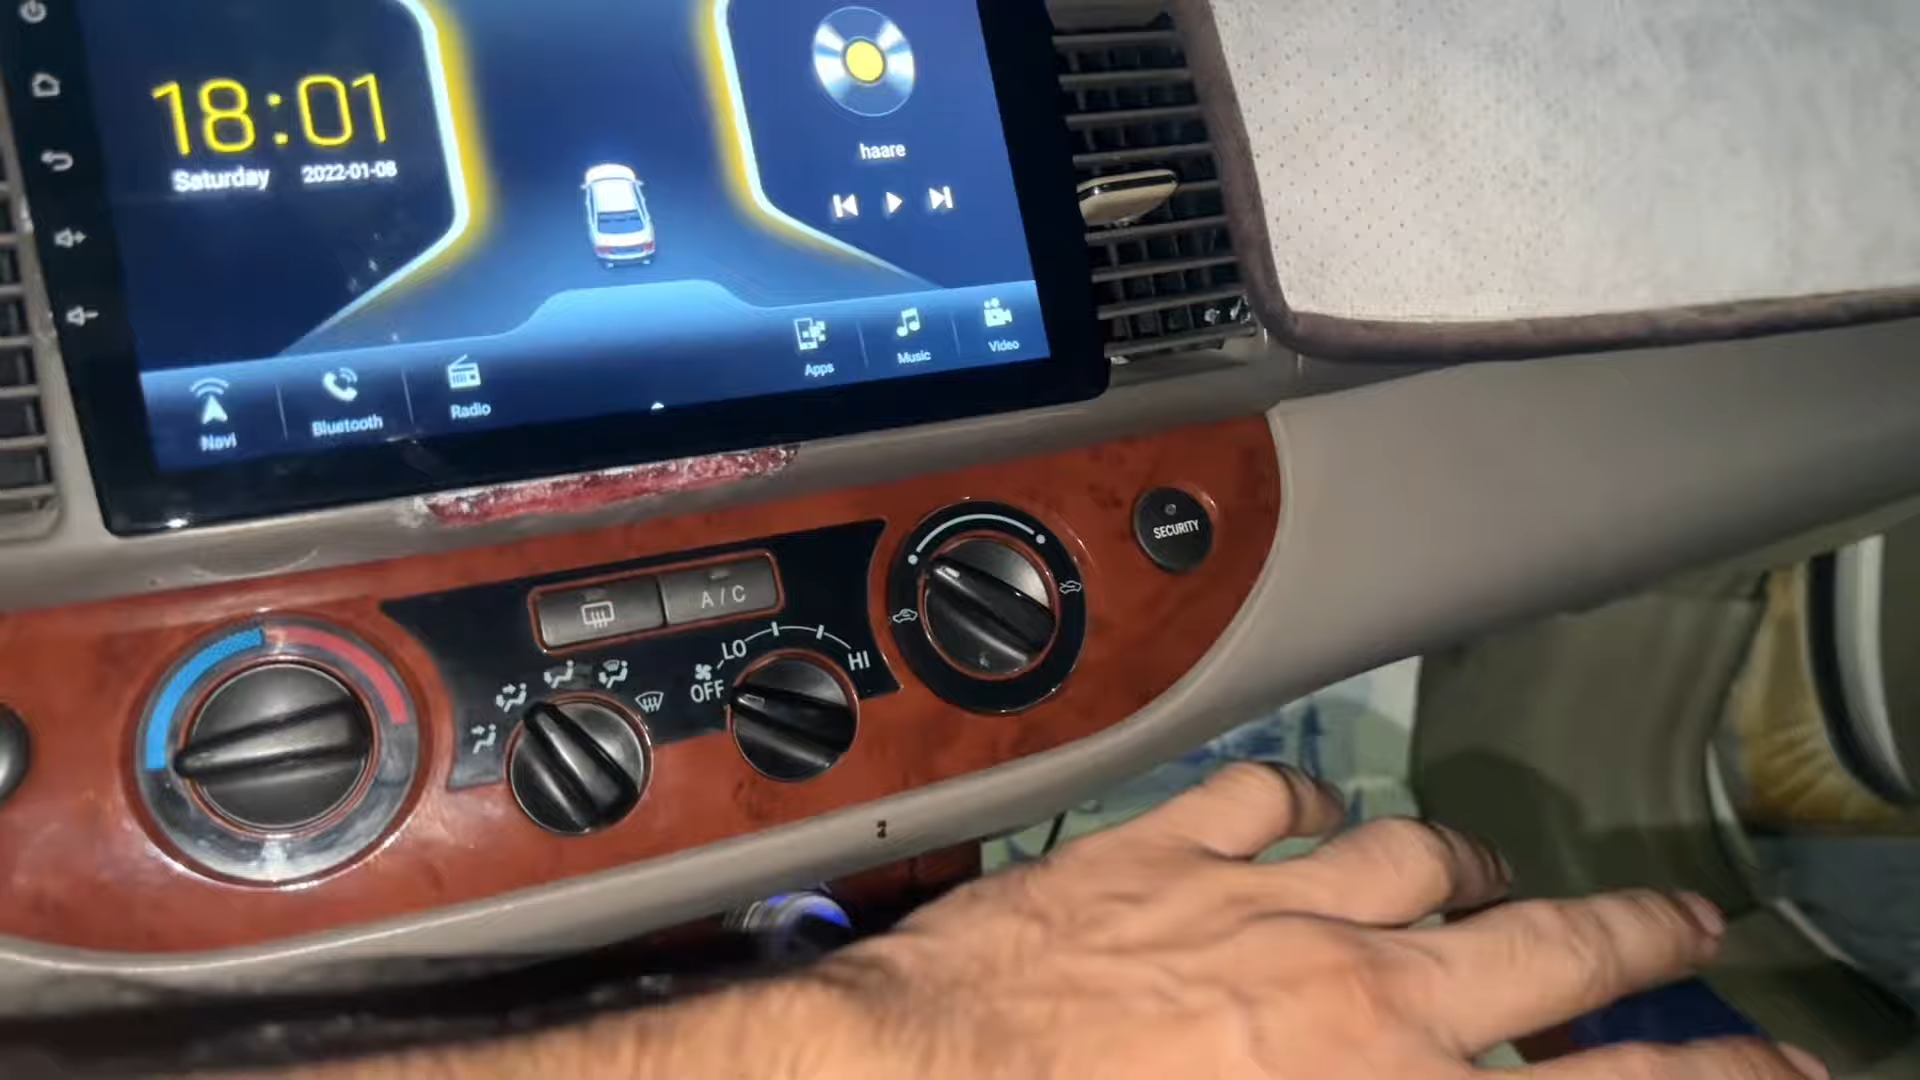 18:01
Saturday 2022-01-08
haare
Navi
Bluetooth
Radio
Apps
Music
Video
SECURITY
A/C
LO
HI
OFF